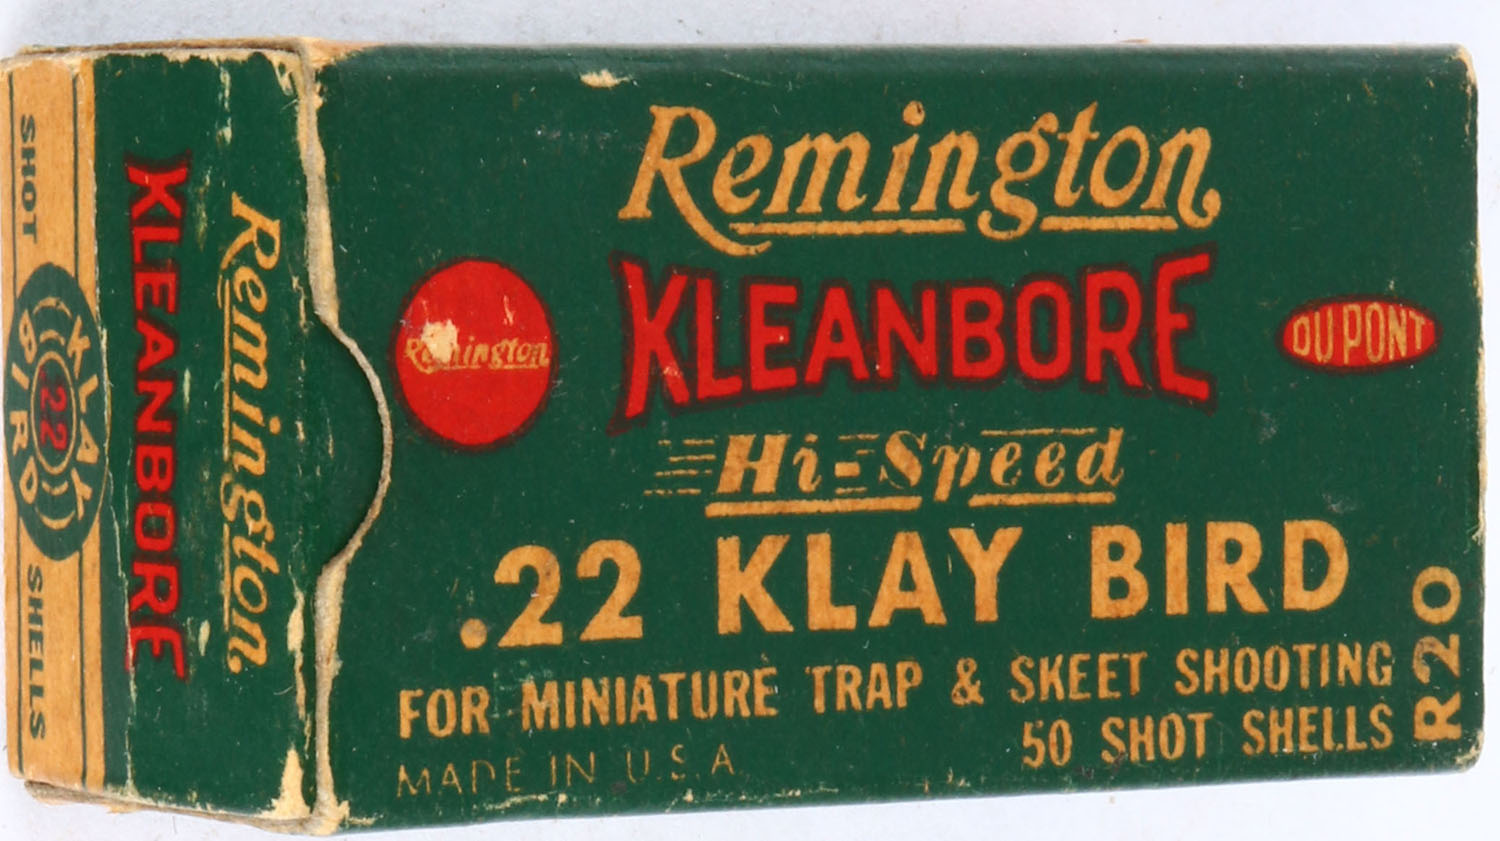 Remington
KLEANBORE
Hi-Speed
.22 KLAY BIRD
FOR MINIATURE TRAP & SKEET SHOOTING
50 SHOT SHELLS
MADE IN U.S.A.
R20
Remington
DU PONT
Remington
KLEANBORE
SHOT
KLAY
22
BIRD
SHELLS